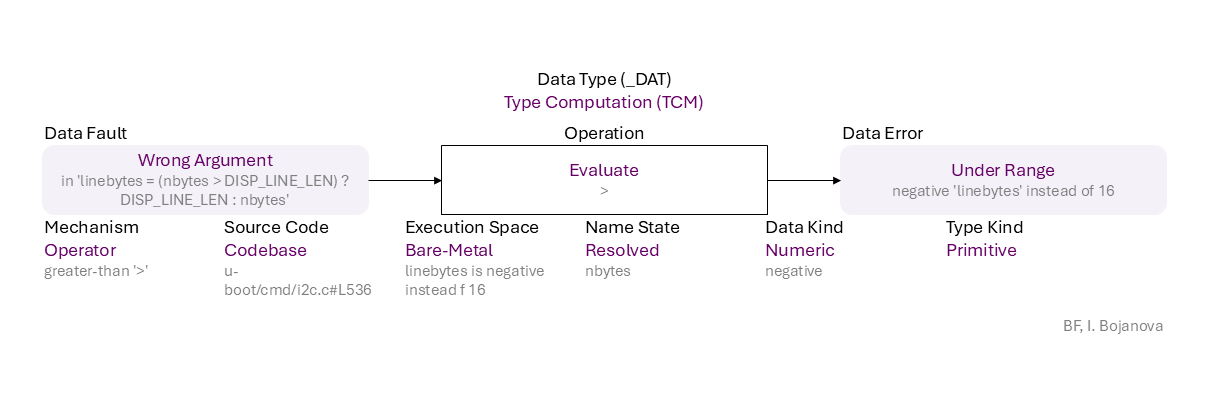 Data Type (_DAT)
Type Computation (TCM)
Data Fault
Operation
Data Error
Wrong Argument
in 'linebytes = (nbytes > DISP_LINE_LEN) ?
DISP_LINE_LEN : nbytes'
Evaluate
>
Under Range
negative 'linebytes' instead of 16
Mechanism
Operator
greater-than '>'
Source Code
Codebase
u-
boot/cmd/i2c.c#L536
Execution Space
Bare-Metal
linebytes is negative
instead f 16
Name State
Resolved
nbytes
Data Kind
Numeric
negative
Type Kind
Primitive
BF, I. Bojanova